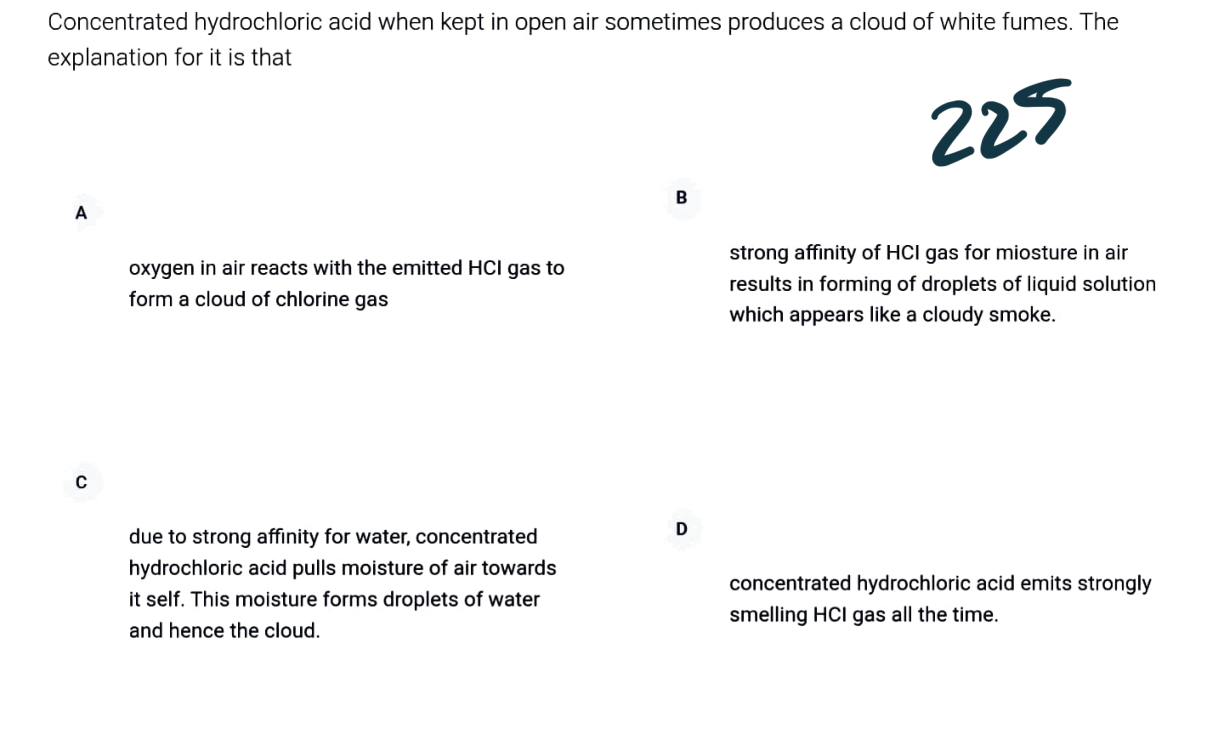 Concentrated hydrochloric acid when kept in open air sometimes produces a cloud of white fumes. The
explanation for it is that
225
A
oxygen in air reacts with the emitted HCl gas to
form a cloud of chlorine gas
B
strong affinity of HCl gas for miosture in air
results in forming of droplets of liquid solution
which appears like a cloudy smoke.
C
due to strong affinity for water, concentrated
hydrochloric acid pulls moisture of air towards
it self. This moisture forms droplets of water
and hence the cloud.
D
concentrated hydrochloric acid emits strongly
smelling HCl gas all the time.